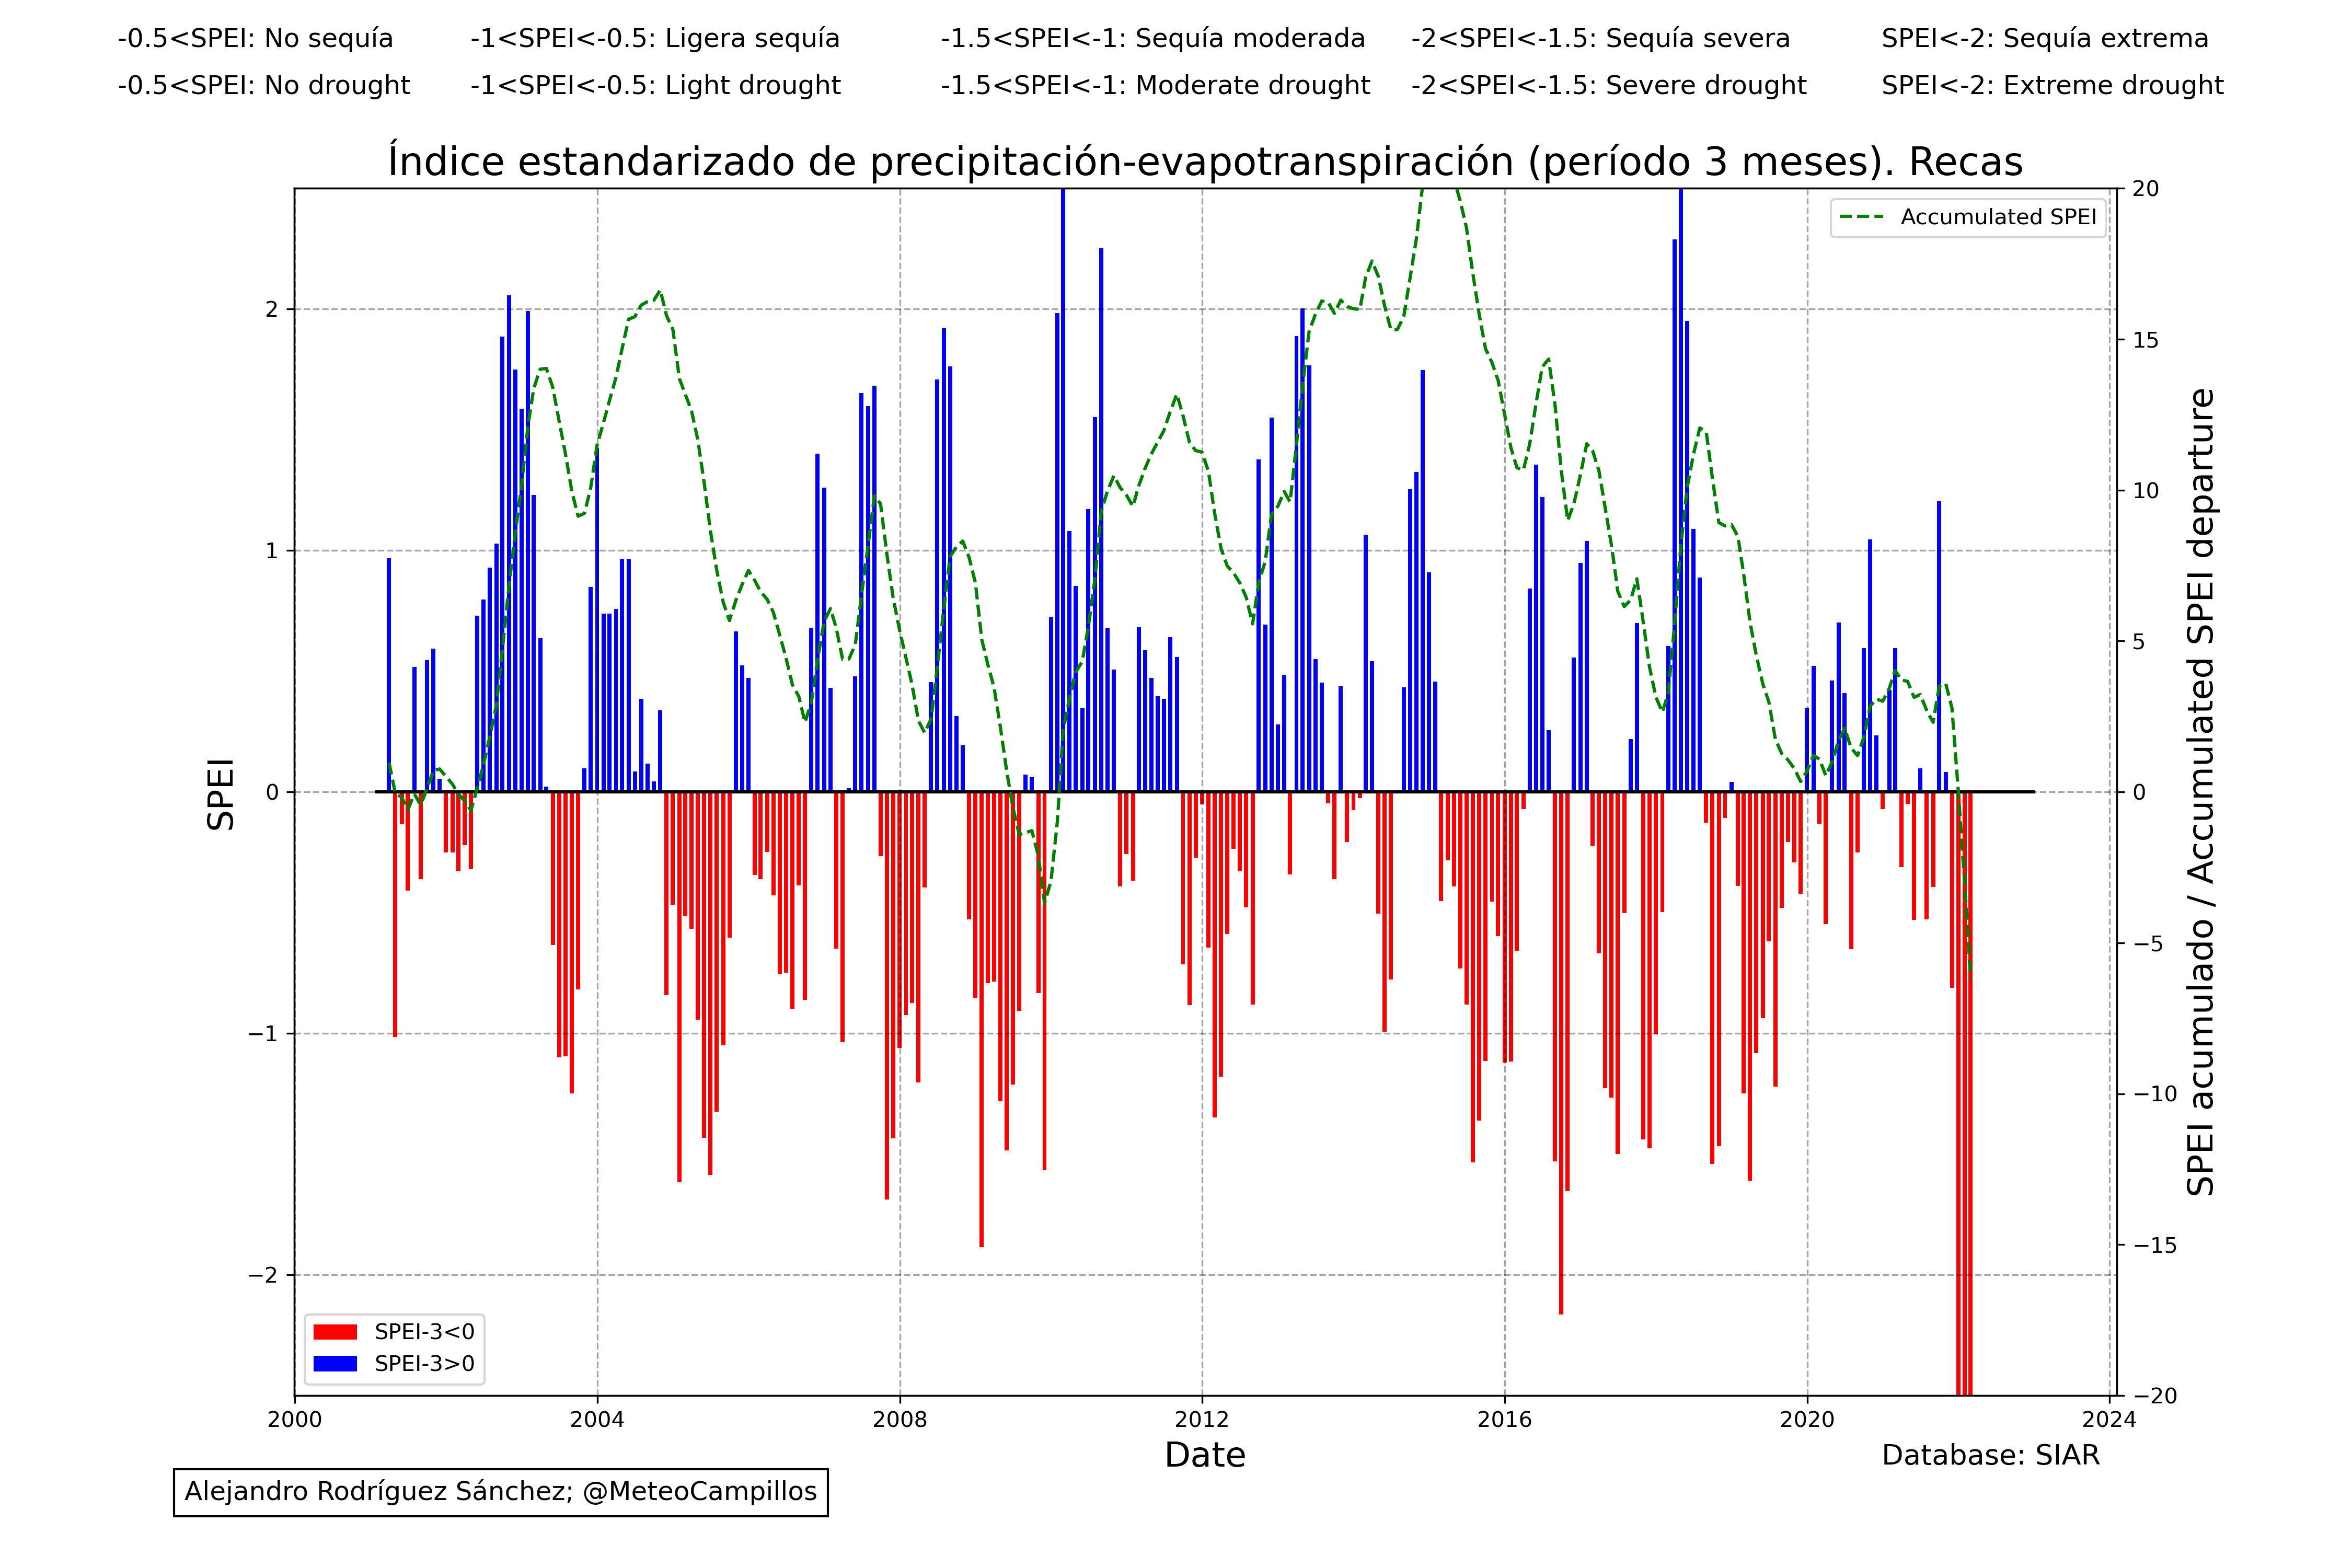 -0.5<SPEI: No sequía -1<SPEI<-0.5: Ligera sequía -1.5<SPEI<-1: Sequía moderada -2<SPEI<-1.5: Sequía severa SPEI<-2: Sequía extrema
-0.5<SPEI: No drought -1<SPEI<-0.5: Light drought -1.5<SPEI<-1: Moderate drought -2<SPEI<-1.5: Severe drought SPEI<-2: Extreme drought
Índice estandarizado de precipitación-evapotranspiración (período 3 meses). Recas
Accumulated SPEI
SPEI
2
1
0
−1
−2
20
15
10
5
0
−5
−10
−15
−20
SPEI acumulado / Accumulated SPEI departure
SPEI-3<0
SPEI-3>0
2000 2004 2008 2012 2016 2020 2024
Date
Database: SIAR
Alejandro Rodríguez Sánchez; @MeteoCampillos